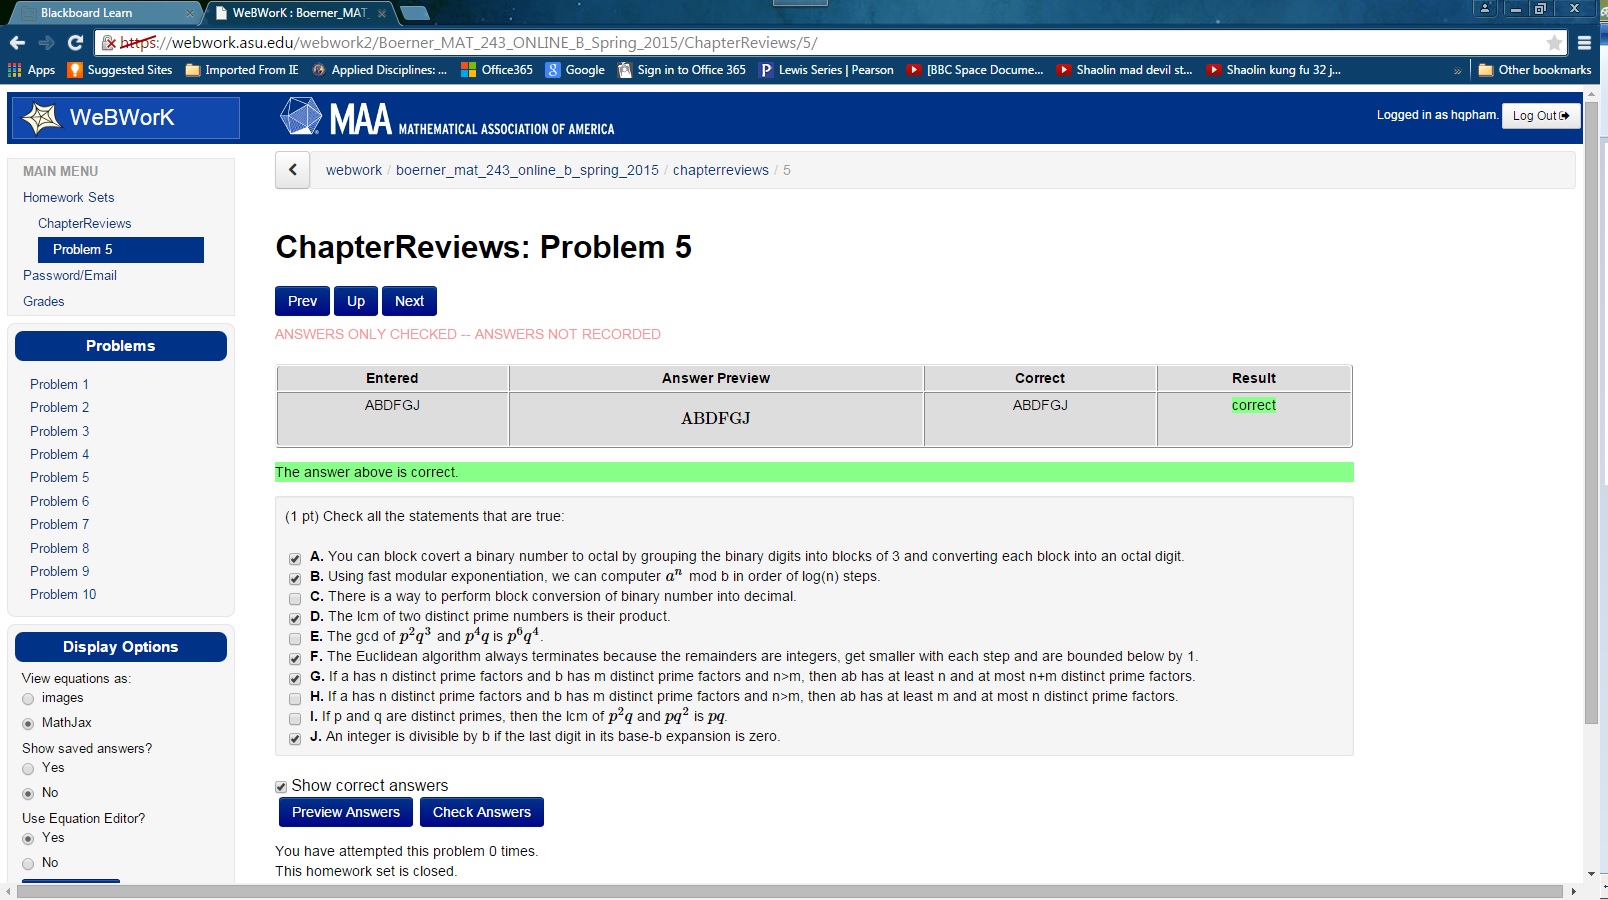 Blackboard Learn
WeBWorK : Boerner_MAT_
https://webwork.asu.edu/webwork2/Boerner_MAT_243_ONLINE_B_Spring_2015/ChapterReviews/5/
Apps Suggested Sites Imported From IE Applied Disciplines: ... Office365 Google Sign in to Office 365 Lewis Series | Pearson [BBC Space Docume... Shaolin mad devil st... Shaolin kung fu 32 j... » Other bookmarks
WeBWorK
MAA MATHEMATICAL ASSOCIATION OF AMERICA
Logged in as hqpham. Log Out
MAIN MENU
Homework Sets
ChapterReviews
Problem 5
Password/Email
Grades
Problems
Problem 1
Problem 2
Problem 3
Problem 4
Problem 5
Problem 6
Problem 7
Problem 8
Problem 9
Problem 10
Display Options
View equations as:
images
MathJax
Show saved answers?
Yes
No
Use Equation Editor?
Yes
No
webwork / boerner_mat_243_online_b_spring_2015 / chapterreviews / 5
ChapterReviews: Problem 5
Prev Up Next
ANSWERS ONLY CHECKED -- ANSWERS NOT RECORDED
Entered Answer Preview Correct Result
ABDFGJ ABDFGJ ABDFGJ correct
The answer above is correct.
(1 pt) Check all the statements that are true:
A. You can block covert a binary number to octal by grouping the binary digits into blocks of 3 and converting each block into an octal digit.
B. Using fast modular exponentiation, we can computer aⁿ mod b in order of log(n) steps.
C. There is a way to perform block conversion of binary number into decimal.
D. The lcm of two distinct prime numbers is their product.
E. The gcd of p²q³ and p⁴q is p⁶q⁴.
F. The Euclidean algorithm always terminates because the remainders are integers, get smaller with each step and are bounded below by 1.
G. If a has n distinct prime factors and b has m distinct prime factors and n>m, then ab has at least n and at most n+m distinct prime factors.
H. If a has n distinct prime factors and b has m distinct prime factors and n>m, then ab has at least m and at most n distinct prime factors.
I. If p and q are distinct primes, then the lcm of p²q and pq² is pq.
J. An integer is divisible by b if the last digit in its base-b expansion is zero.
Show correct answers
Preview Answers Check Answers
You have attempted this problem 0 times.
This homework set is closed.